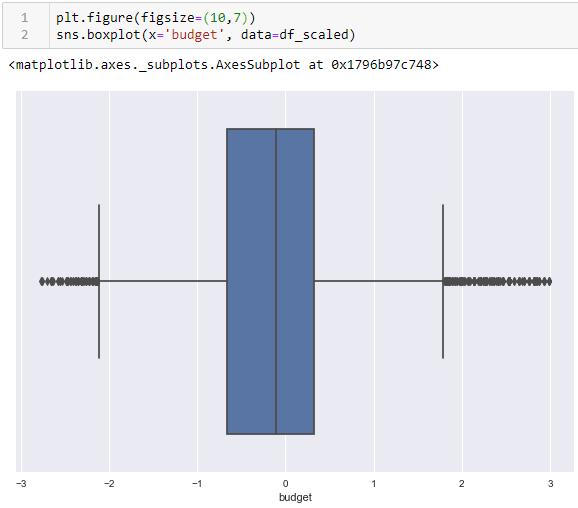 1 plt.figure(figsize=(10,7))
2 sns.boxplot(x='budget', data=df_scaled)
<matplotlib.axes._subplots.AxesSubplot at 0x1796b97c748>
−3 −2 −1 0 1 2 3
budget